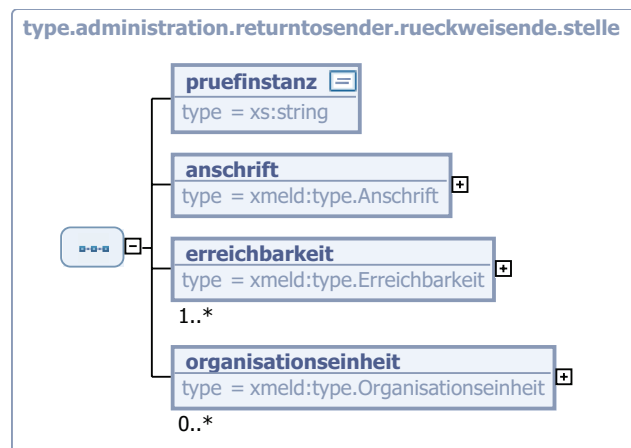 type.administration.returntosender.rueckweisende.stelle
pruefinstanz
type = xs:string
anschrift
type = xmeld:type.Anschrift
erreichbarkeit
type = xmeld:type.Erreichbarkeit
1..*
organisationseinheit
type = xmeld:type.Organisationseinheit
0..*